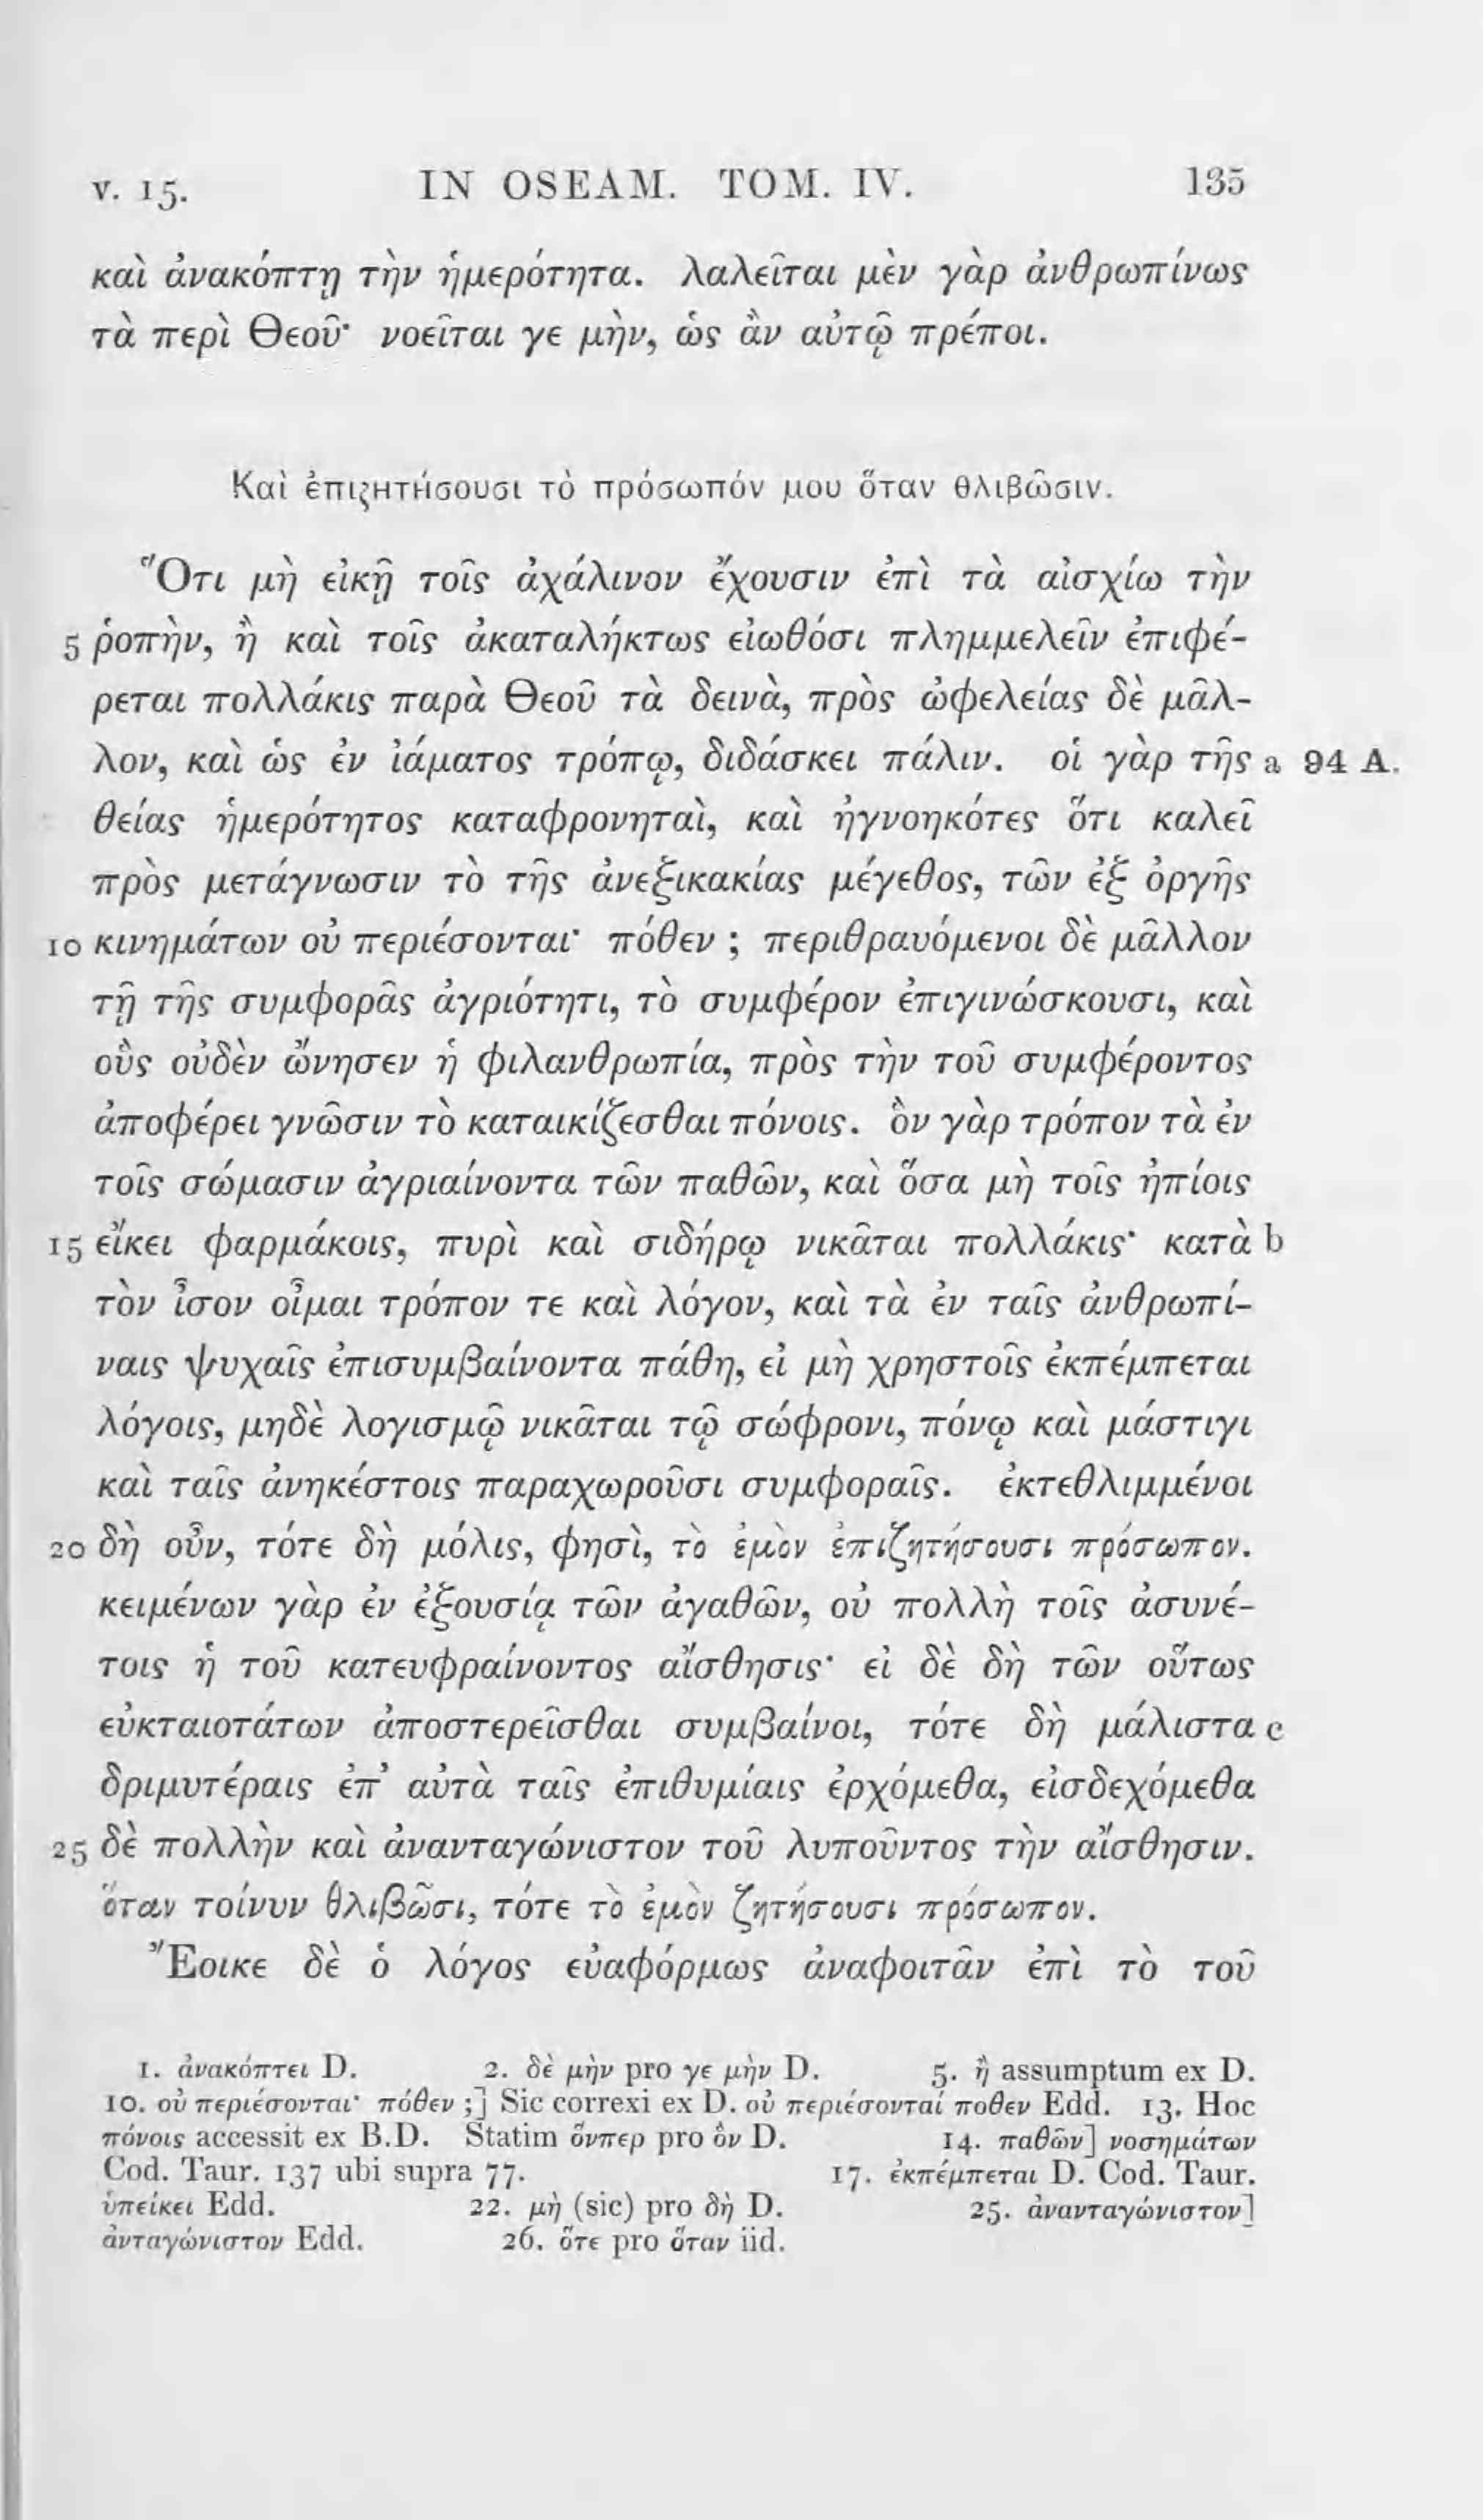 v. 15. IN OSEAM. TOM. IV. 135
καὶ ἀνακόπτῃ τὴν ἡμερότητα. λαλεῖται μὲν γὰρ ἀνθρωπίνως
τὰ περὶ Θεοῦ· νοεῖται γε μὴν, ὡς ἂν αὐτῷ πρέποι.
Καὶ ἐπιζητήσουσι τὸ πρόσωπόν μου ὅταν θλιβῶσιν.
Ὅτι μὴ εἰκῇ τοῖς ἀχάλινον ἔχουσιν ἐπὶ τὰ αἰσχίω τὴν
5 ῥοπὴν, ἢ καὶ τοῖς ἀκαταλήκτως εἰωθόσι πλημμελεῖν ἐπιφέ-
ρεται πολλάκις παρὰ Θεοῦ τὰ δεινὰ, πρὸς ὠφελείας δὲ μᾶλ-
λον, καὶ ὡς ἐν ἰάματος τρόπῳ, διδάσκει πάλιν. οἱ γὰρ τῆς a 94 A.
θείας ἡμερότητος καταφρονηταὶ, καὶ ἠγνοηκότες ὅτι καλεῖ
πρὸς μετάγνωσιν τὸ τῆς ἀνεξικακίας μέγεθος, τῶν ἐξ ὀργῆς
10 κινημάτων οὐ περιέσονται· πόθεν ; περιθραυόμενοι δὲ μᾶλλον
τῇ τῆς συμφορᾶς ἀγριότητι, τὸ συμφέρον ἐπιγινώσκουσι, καὶ
οὓς οὐδὲν ὤνησεν ἡ φιλανθρωπία, πρὸς τὴν τοῦ συμφέροντος
ἀποφέρει γνῶσιν τὸ καταικίζεσθαι πόνοις. ὃν γὰρ τρόπον τὰ ἐν
τοῖς σώμασιν ἀγριαίνοντα τῶν παθῶν, καὶ ὅσα μὴ τοῖς ἠπίοις
15 εἴκει φαρμάκοις, πυρὶ καὶ σιδήρῳ νικᾶται πολλάκις· κατὰ b
τὸν ἶσον οἶμαι τρόπον τε καὶ λόγον, καὶ τὰ ἐν ταῖς ἀνθρωπί-
ναις ψυχαῖς ἐπισυμβαίνοντα πάθη, εἰ μὴ χρηστοῖς ἐκπέμπεται
λόγοις, μηδὲ λογισμῷ νικᾶται τῷ σώφρονι, πόνῳ καὶ μάστιγι
καὶ ταῖς ἀνηκέστοις παραχωροῦσι συμφοραῖς. ἐκτεθλιμμένοι
20 δὴ οὖν, τότε δὴ μόλις, φησὶ, τὸ ἐμὸν ἐπιζητήσουσι πρόσωπον.
κειμένων γὰρ ἐν ἐξουσίᾳ τῶν ἀγαθῶν, οὐ πολλὴ τοῖς ἀσυνέ-
τοις ἡ τοῦ κατευφραίνοντος αἴσθησις· εἰ δὲ δὴ τῶν οὕτως
εὐκταιοτάτων ἀποστερεῖσθαι συμβαίνοι, τότε δὴ μάλιστα c
δριμυτέραις ἐπ’ αὐτὰ ταῖς ἐπιθυμίαις ἐρχόμεθα, εἰσδεχόμεθα
25 δὲ πολλὴν καὶ ἀνανταγώνιστον τοῦ λυποῦντος τὴν αἴσθησιν.
ὅταν τοίνυν θλιβῶσι, τότε τὸ ἐμὸν ζητήσουσι πρόσωπον.
Ἔοικε δὲ ὁ λόγος εὐαφόρμως ἀναφοιτᾶν ἐπὶ τὸ τοῦ
1. ἀνακόπτει D. 2. δὲ μὴν pro γε μὴν D. 5. ἢ assumptum ex D.
10. οὐ περιέσονται· πόθεν ;] Sic correxi ex D. οὐ περιέσονταί ποθεν Edd. 13. Hoc
πόνοις accessit ex B.D. Statim ὅνπερ pro ὃν D. 14. παθῶν] νοσημάτων
Cod. Taur. 137 ubi supra 77. 17. ἐκπέμπεται D. Cod. Taur.
ὑπείκει Edd. 22. μὴ (sic) pro δὴ D. 25. ἀνανταγώνιστον]
ἀνταγώνιστον Edd. 26. ὅτε pro ὅταν iid.